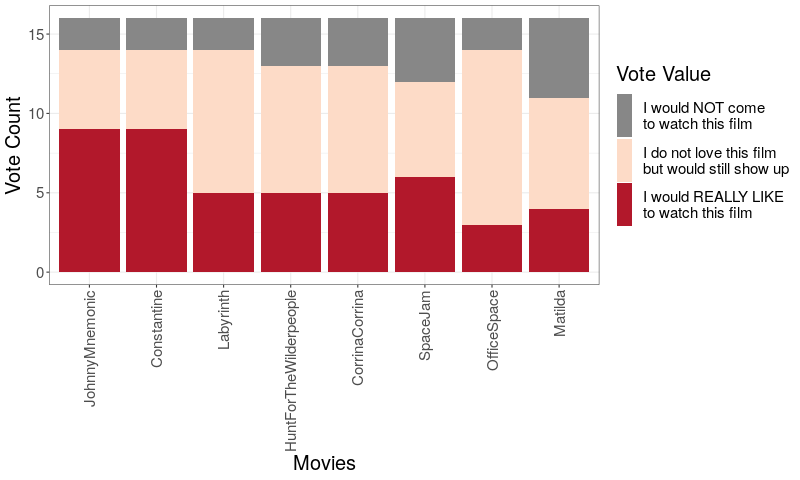 Vote Count
15
10
5
0
JohnnyMnemonic
Constantine
Labyrinth
HuntForTheWilderpeople
CorrinaCorrina
SpaceJam
OfficeSpace
Matilda
Movies
Vote Value
I would NOT come
to watch this film
I do not love this film
but would still show up
I would REALLY LIKE
to watch this film